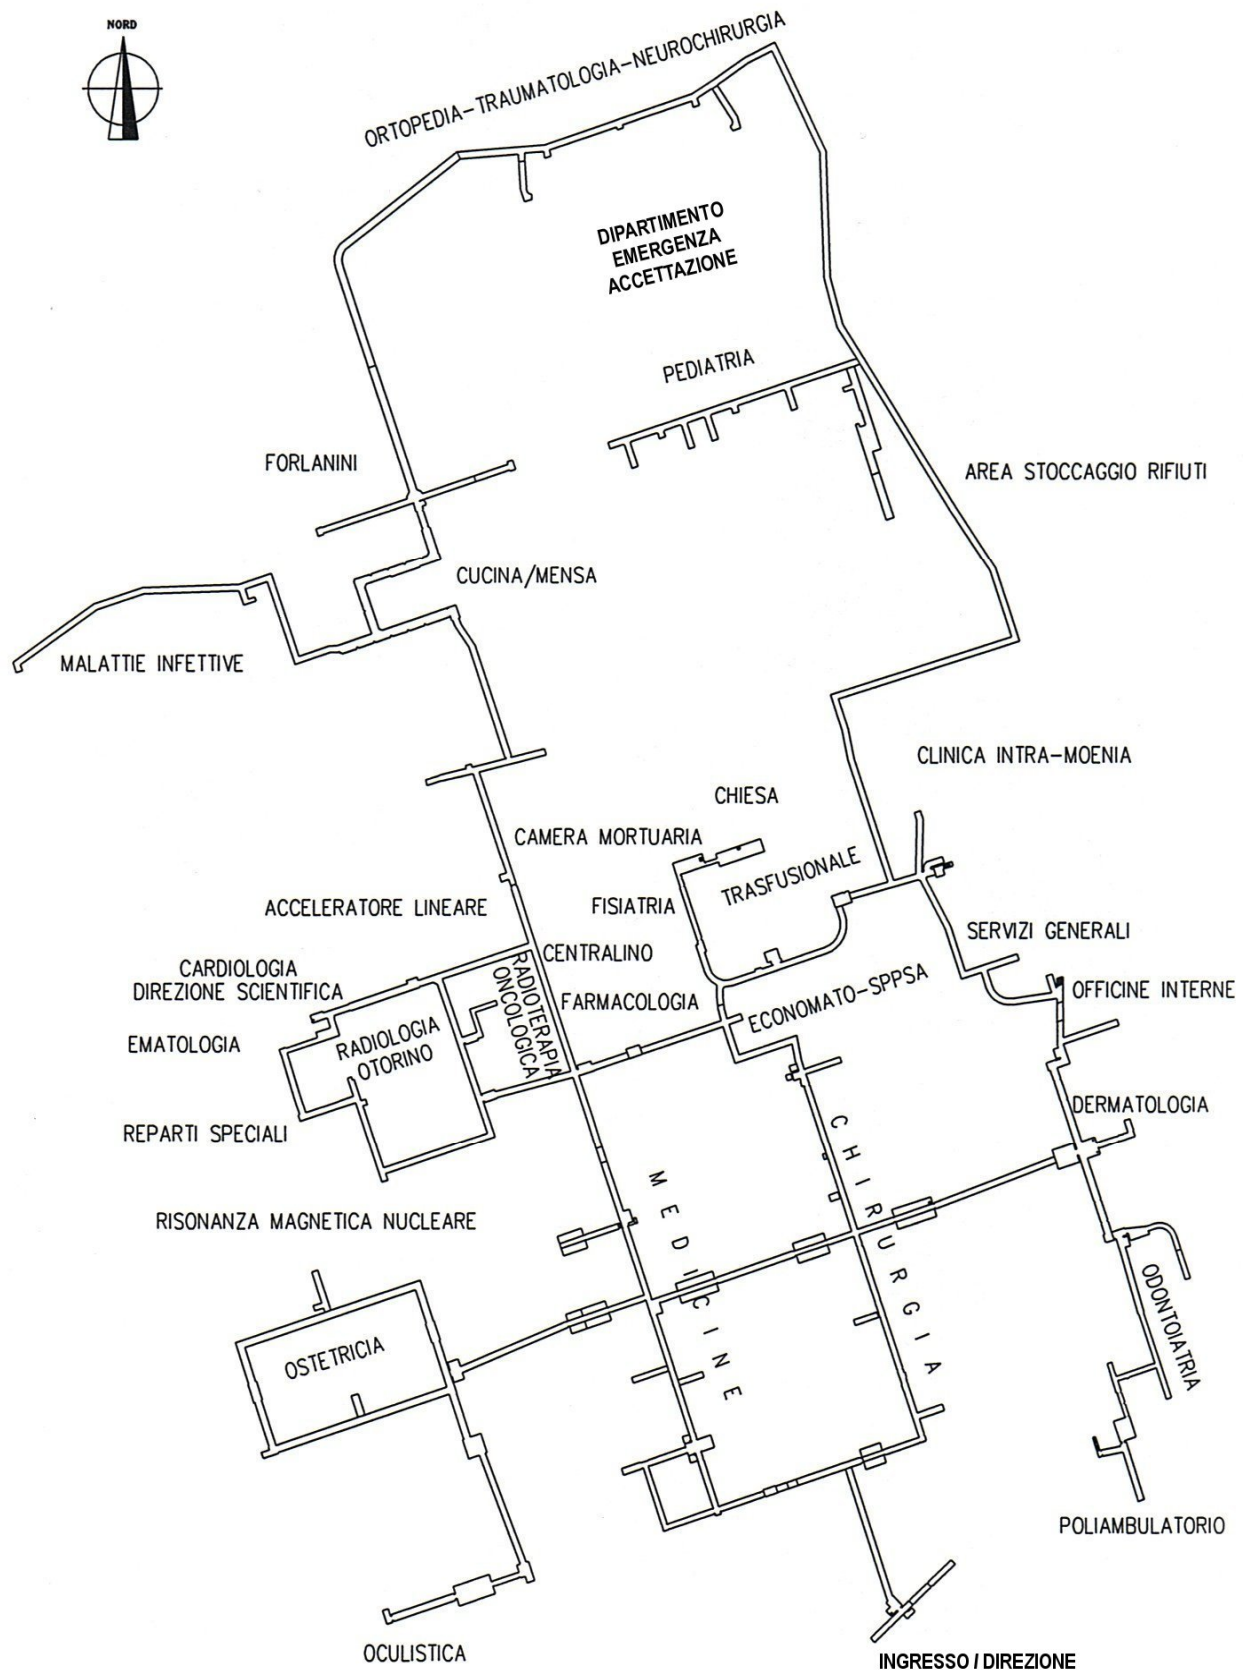 NORD
ORTOPEDIA-TRAUMATOLOGIA-NEUROCHIRURGIA
DIPARTIMENTO
EMERGENZA
ACCETTAZIONE
PEDIATRIA
FORLANINI
AREA STOCCAGGIO RIFIUTI
CUCINA/MENSA
MALATTIE INFETTIVE
CLINICA INTRA-MOENIA
CHIESA
CAMERA MORTUARIA
TRASFUSIONALE
ACCELERATORE LINEARE
FISIATRIA
SERVIZI GENERALI
CENTRALINO
CARDIOLOGIA
DIREZIONE SCIENTIFICA
RADIOTERAPIA
ONCOLOGICA
FARMACOLOGIA
ECONOMATO-SPPSA
OFFICINE INTERNE
EMATOLOGIA
RADIOLOGIA
OTORINO
DERMATOLOGIA
REPARTI SPECIALI
CHIRURGIA
MEDICINE
RISONANZA MAGNETICA NUCLEARE
ODONTOIATRIA
OSTETRICIA
POLIAMBULATORIO
OCULISTICA
INGRESSO / DIREZIONE